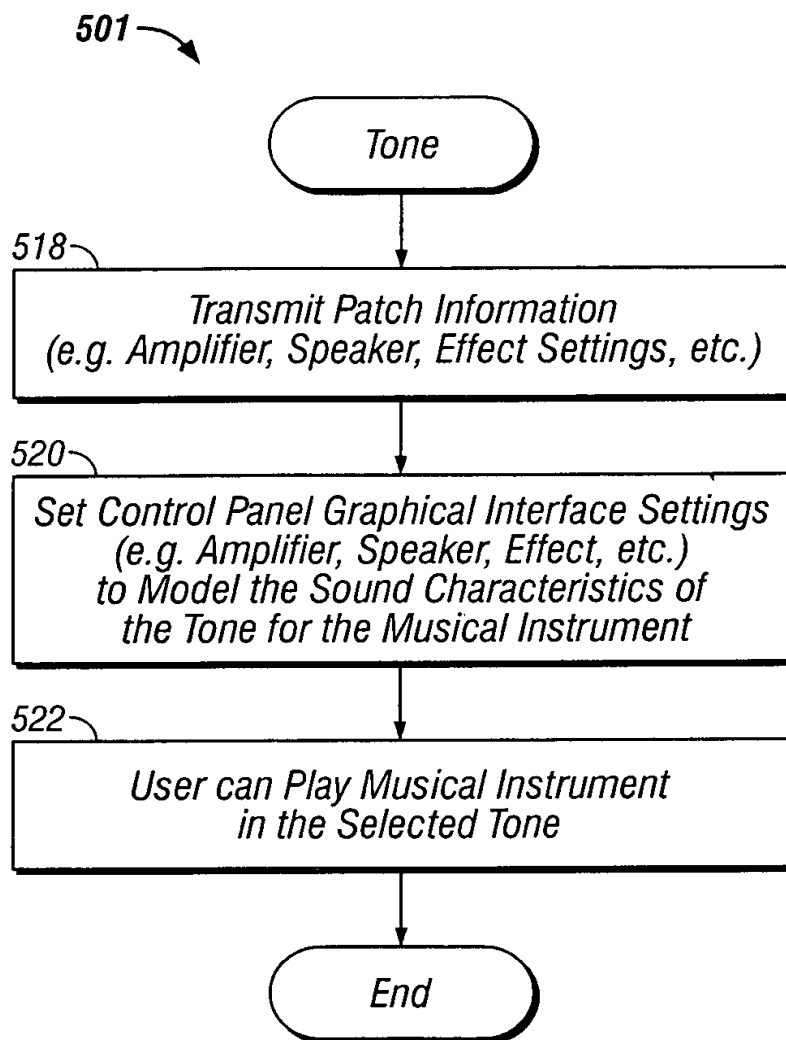 501
Tone
518
Transmit Patch Information
(e.g. Amplifier, Speaker, Effect Settings, etc.)
520
Set Control Panel Graphical Interface Settings
(e.g. Amplifier, Speaker, Effect, etc.)
to Model the Sound Characteristics of
the Tone for the Musical Instrument
522
User can Play Musical Instrument
in the Selected Tone
End